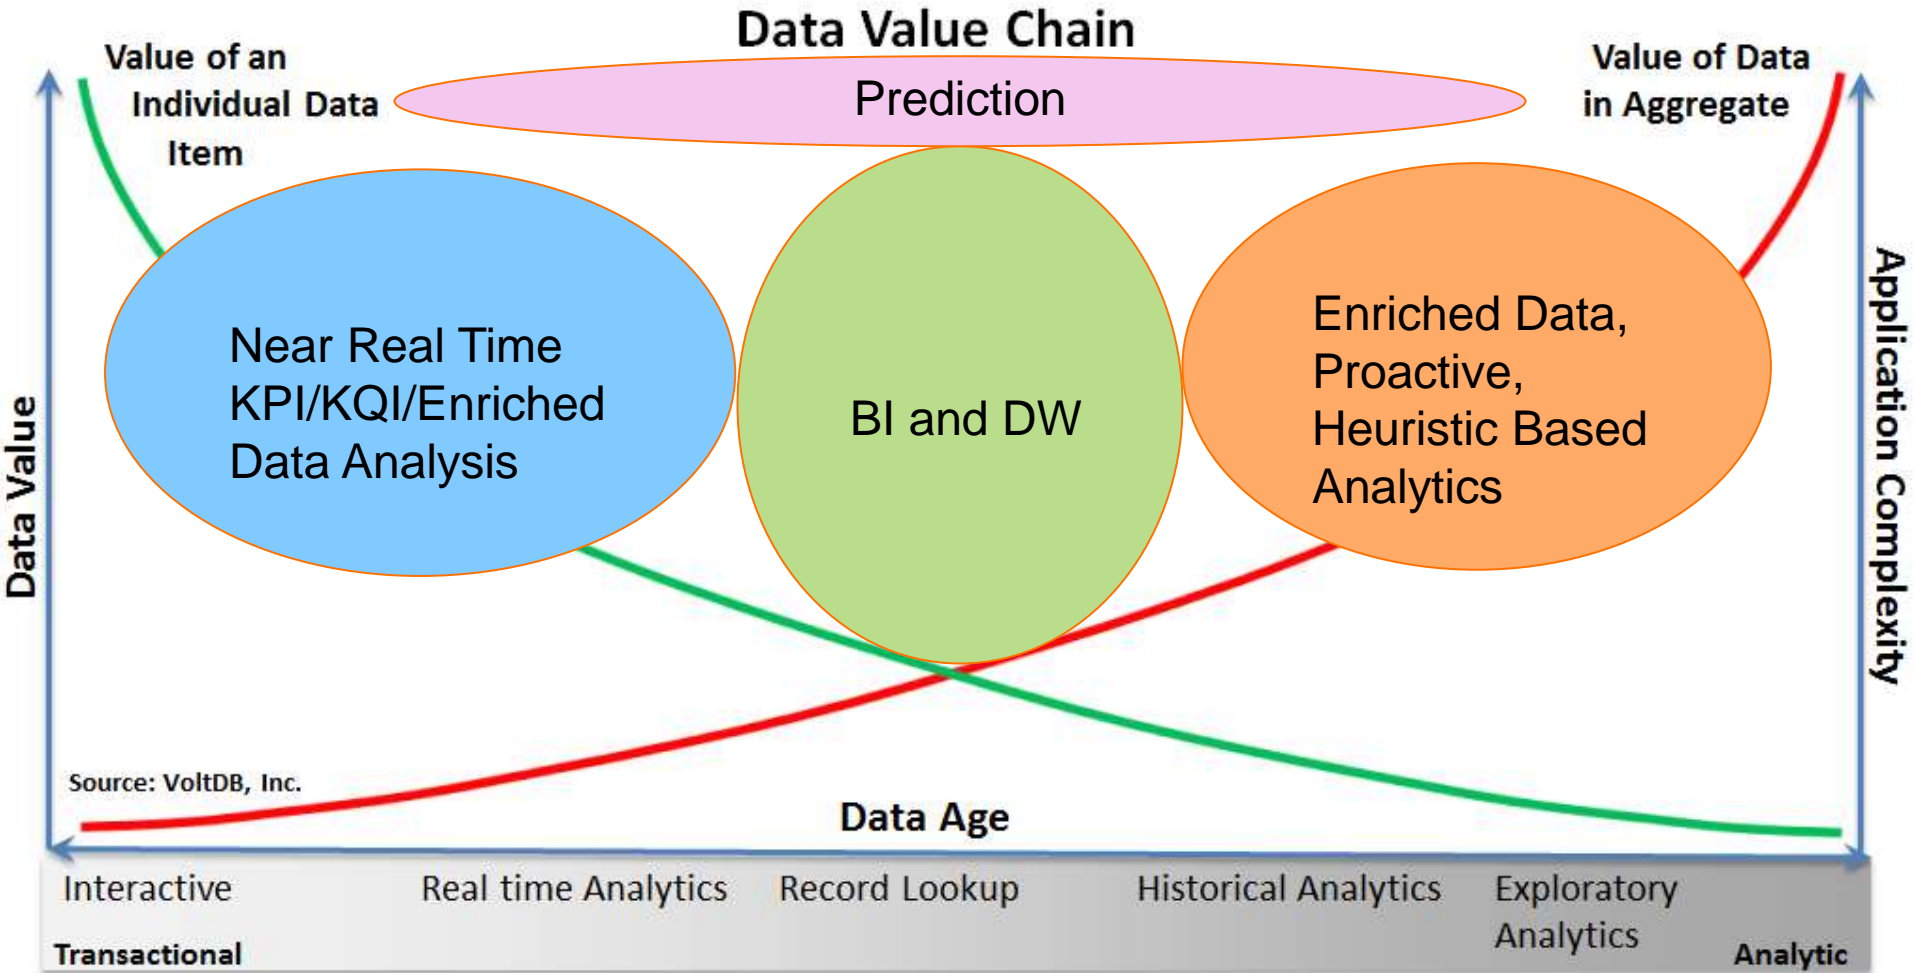 Data Value Chain
Value of an
Individual Data
Item
Prediction
Value of Data
in Aggregate
Near Real Time
KPI/KQI/Enriched
Data Analysis
BI and DW
Enriched Data,
Proactive,
Heuristic Based
Analytics
Data Value
Application Complexity
Source: VoltDB, Inc.
Data Age
Interactive
Real time Analytics
Record Lookup
Historical Analytics
Exploratory
Analytics
Transactional
Analytic